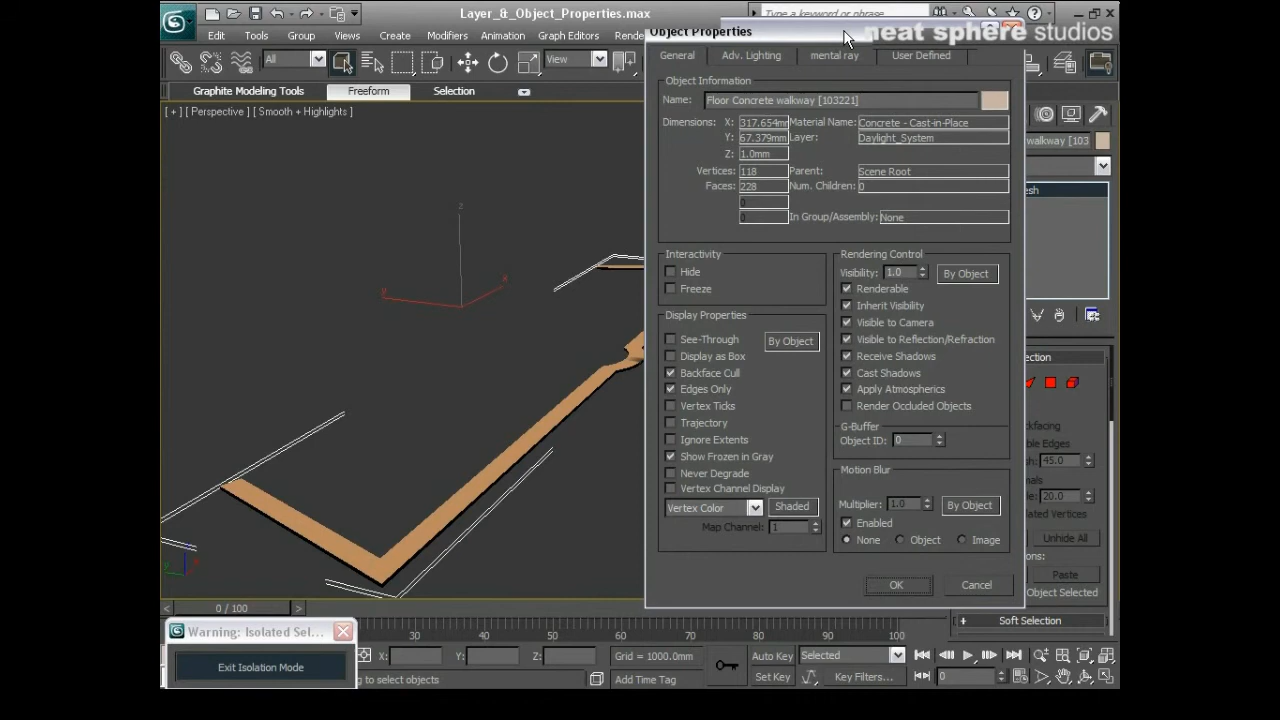 Layer_&_Object_Properties.max
Type a keyword or phrase
Edit Tools Group Views Create Modifiers Animation Graph Editors
neat sphere studios
All
View
Graphite Modeling Tools Freeform Selection
[ + ] [ Perspective ] [ Smooth + Highlights ]
z
x
y
Object Properties
General Adv. Lighting mental ray User Defined
Object Information
Name: Floor Concrete walkway [103221]
Dimensions: X: 317.654mm Material Name: Concrete - Cast-in-Place
Y: 67.379mm Layer: Daylight_System
Z: 1.0mm
Vertices: 118 Parent: Scene Root
Faces: 228 Num. Children: 0
0
0 In Group/Assembly: None
Interactivity
Hide
Freeze
Display Properties
See-Through By Object
Display as Box
Backface Cull
Edges Only
Vertex Ticks
Trajectory
Ignore Extents
Show Frozen in Gray
Never Degrade
Vertex Channel Display
Vertex Color Shaded
Map Channel: 1
Rendering Control
Visibility: 1.0 By Object
Renderable
Inherit Visibility
Visible to Camera
Visible to Reflection/Refraction
Receive Shadows
Cast Shadows
Apply Atmospherics
Render Occluded Objects
G-Buffer
Object ID: 0
Motion Blur
Multiplier: 1.0 By Object
Enabled
None Object Image
OK Cancel
walkway [103
45.0
20.0
Unhide All
Paste
Object Selected
+ Soft Selection
< 0 / 100 >
30 40 50 60 70 80 90 100
Warning: Isolated Sel...
Exit Isolation Mode
X: Y: Z: Grid = 1000.0mm
Auto Key Selected
to select objects
Add Time Tag
Set Key Key Filters... 0